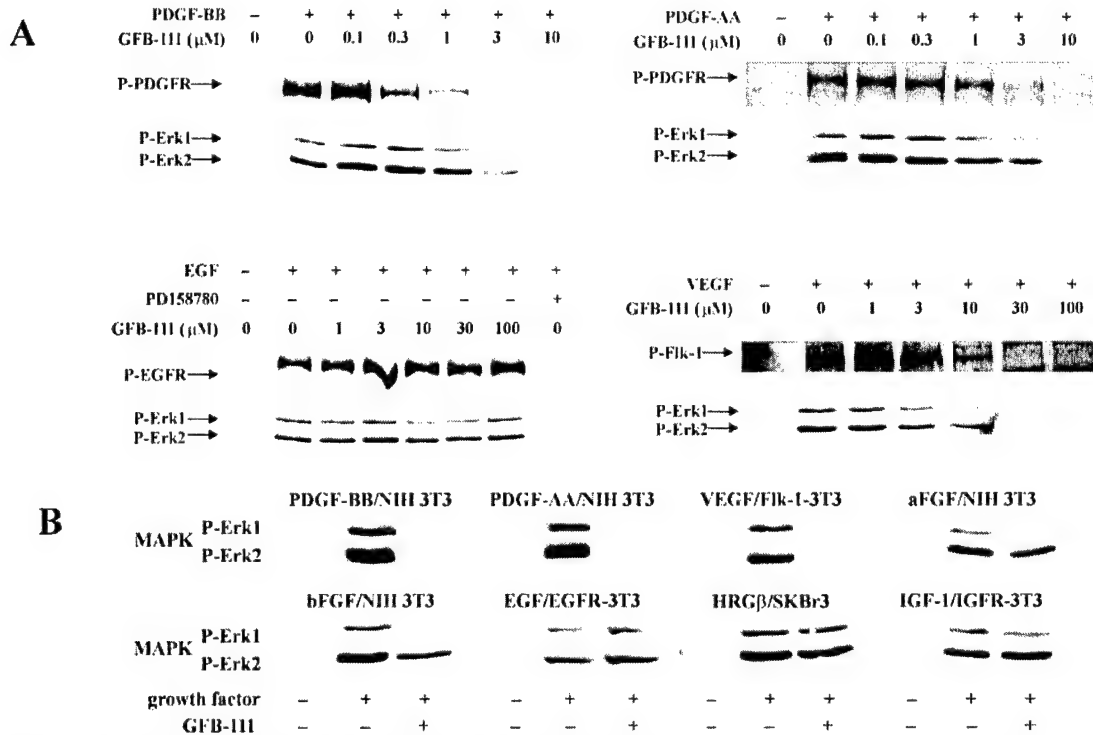 A
PDGF-BB – + + + + + +
GFB-111 (µM) 0 0 0.1 0.3 1 3 10
P-PDGFR→
P-Erk1→
P-Erk2→
PDGF-AA – + + + + + +
GFB-111 (µM) 0 0 0.1 0.3 1 3 10
P-PDGFR→
P-Erk1→
P-Erk2→
EGF – + + + + + + +
PD158780 – – – – – – – +
GFB-111 (µM) 0 0 1 3 10 30 100 0
P-EGFR→
P-Erk1→
P-Erk2→
VEGF – + + + + + +
GFB-111 (µM) 0 0 1 3 10 30 100
P-Flk-1→
P-Erk1→
P-Erk2→
B
PDGF-BB/NIH 3T3 PDGF-AA/NIH 3T3 VEGF/Flk-1-3T3 aFGF/NIH 3T3
MAPK P-Erk1
P-Erk2
bFGF/NIH 3T3 EGF/EGFR-3T3 HRGβ/SKBr3 IGF-1/IGFR-3T3
MAPK P-Erk1
P-Erk2
growth factor – + + – + + – + + – + +
GFB-111 – – + – – + – – + – – +